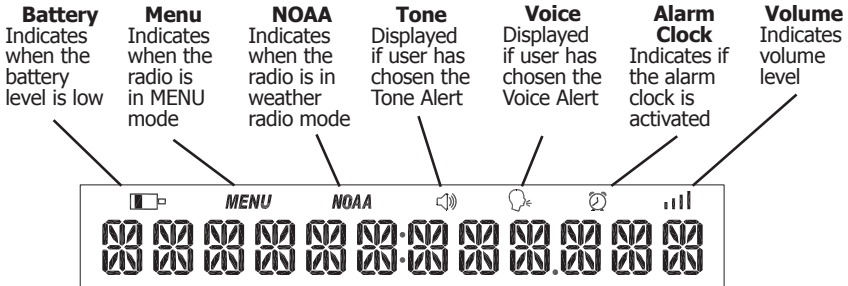 Battery
Indicates
when the
battery
level is low
Menu
Indicates
when the
radio is
in MENU
mode
NOAA
Indicates
when the
radio is in
weather
radio mode
Tone
Displayed
if user has
chosen the
Tone Alert
Voice
Displayed
if user has
chosen the
Voice Alert
Alarm
Clock
Indicates if
the alarm
clock is
activated
Volume
Indicates
volume
level
MENU NOAA